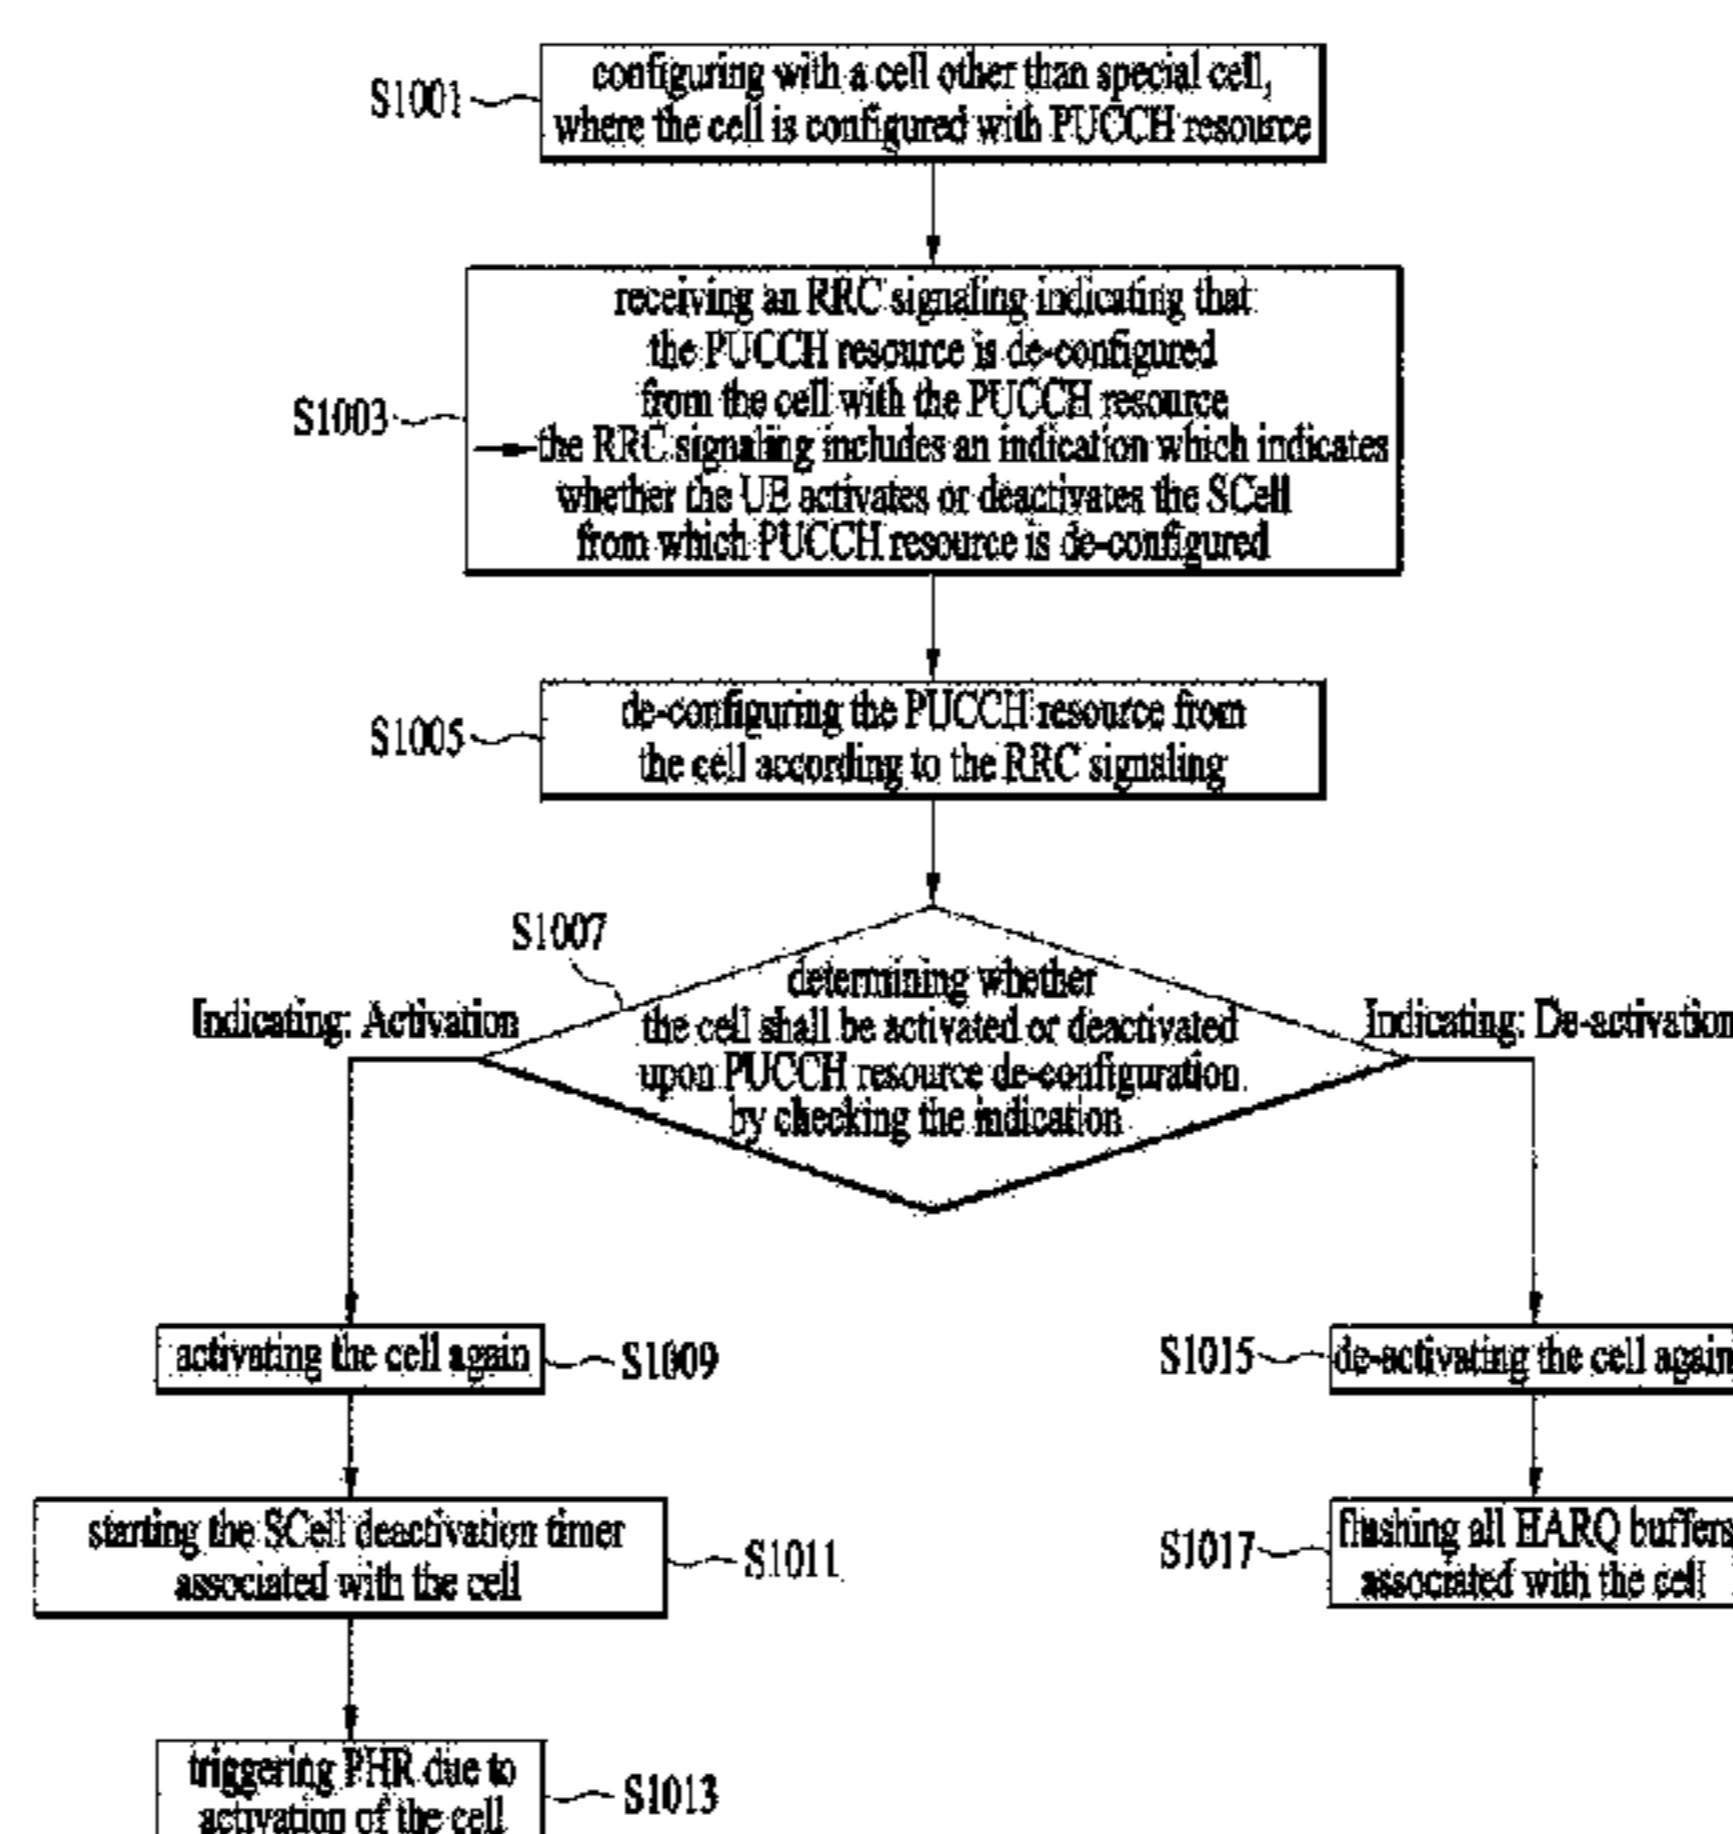 S1001
configuring with a cell other than special cell,
where the cell is configured with PUCCH resource
S1003
receiving an RRC signaling indicating that
the PUCCH resource is de-configured
from the cell with the PUCCH resource
the RRC signaling includes an indication which indicates
whether the UE activates or deactivates the SCell
from which PUCCH resource is de-configured
S1005
de-configuring the PUCCH resource from
the cell according to the RRC signaling
S1007
determining whether
the cell shall be activated or deactivated
upon PUCCH resource de-configuration
by checking the indication
Indicating: Activation
Indicating: De-activation
activating the cell again
S1009
S1015
de-activating the cell again
starting the SCell deactivation timer
associated with the cell
S1011
S1017
flushing all HARQ buffers
associated with the cell
triggering PHR due to
activation of the cell
S1013